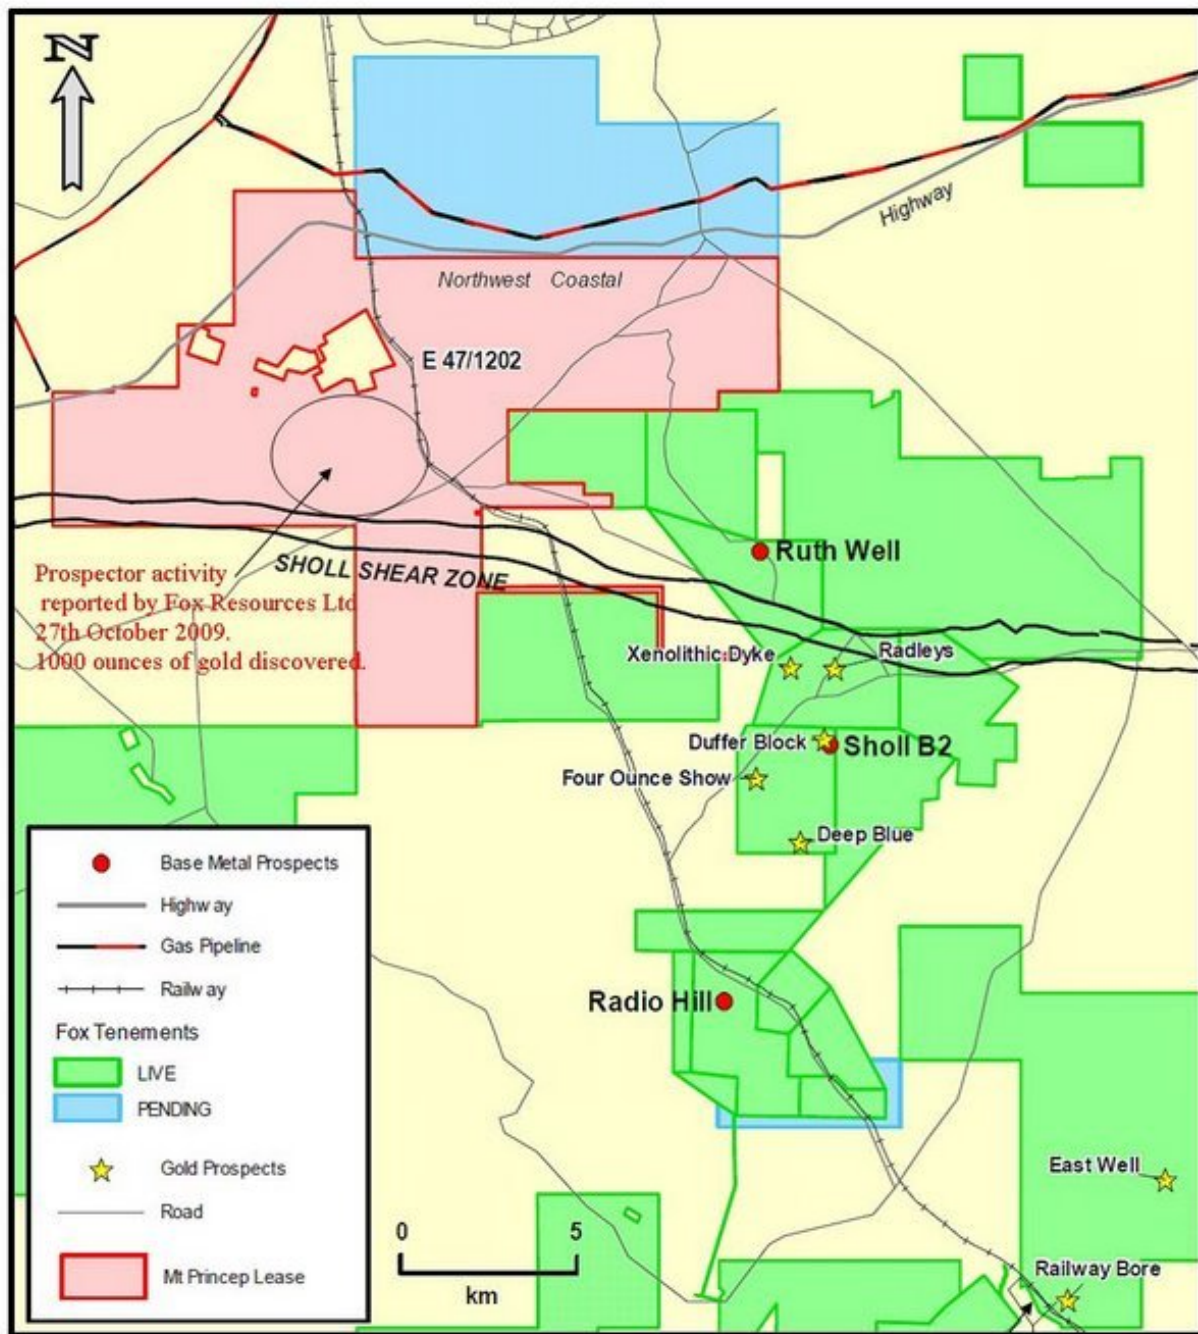 N
Highway
Northwest Coastal
E 47/1202
Prospector activity
reported by Fox Resources Ltd
27th October 2009.
1000 ounces of gold discovered.
SHOLL SHEAR ZONE
Ruth Well
Xenolithic Dyke
Radleys
Duffer Block
Sholl B2
Four Ounce Show
Deep Blue
Radio Hill
East Well
Railway Bore
Base Metal Prospects
Highway
Gas Pipeline
Railway
Fox Tenements
LIVE
PENDING
Gold Prospects
Road
Mt Princep Lease
0 5
km